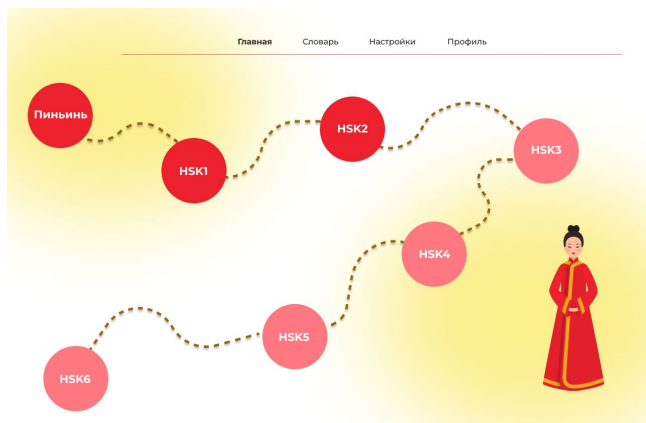 Главная Словарь Настройки Профиль
Пиньинь
HSK1
HSK2
HSK3
HSK4
HSK5
HSK6